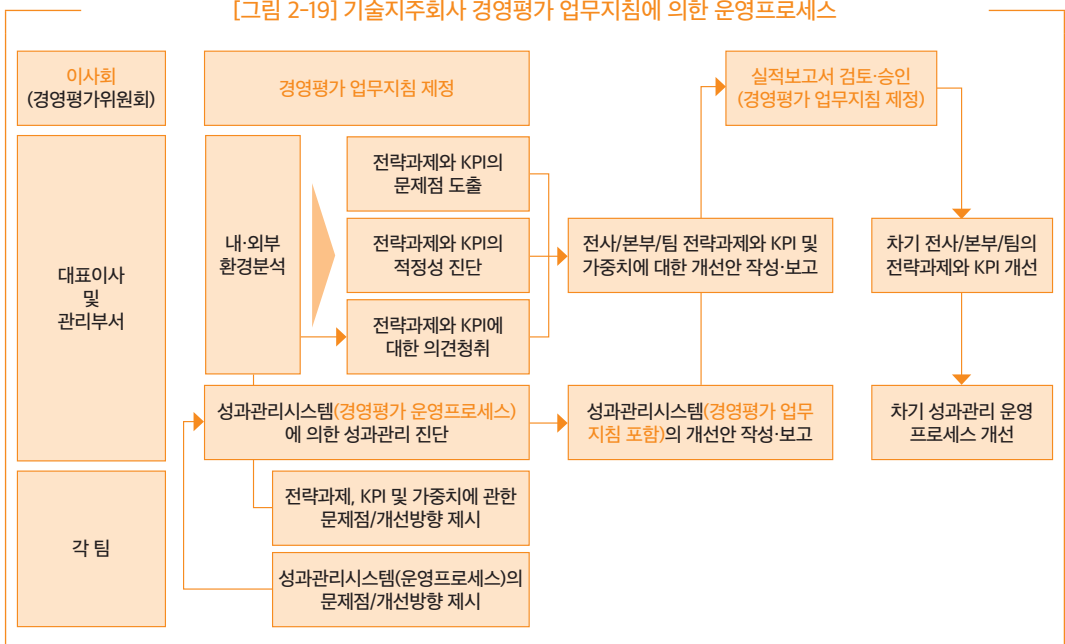 [그림 2-19] 기술지주회사 경영평가 업무지침에 의한 운영프로세스
이사회
(경영평가위원회)
경영평가 업무지침 제정
실적보고서 검토·승인
(경영평가 업무지침 제정)
대표이사
및
관리부서
내·외부
환경분석
전략과제와 KPI의
문제점 도출
전략과제와 KPI의
적정성 진단
전략과제와 KPI에
대한 의견청취
전사/본부/팀 전략과제와 KPI 및
가중치에 대한 개선안 작성·보고
차기 전사/본부/팀의
전략과제와 KPI 개선
성과관리시스템(경영평가 운영프로세스)
에 의한 성과관리 진단
성과관리시스템(경영평가 업무
지침 포함)의 개선안 작성·보고
차기 성과관리 운영
프로세스 개선
각 팀
전략과제, KPI 및 가중치에 관한
문제점/개선방향 제시
성과관리시스템(운영프로세스)의
문제점/개선방향 제시